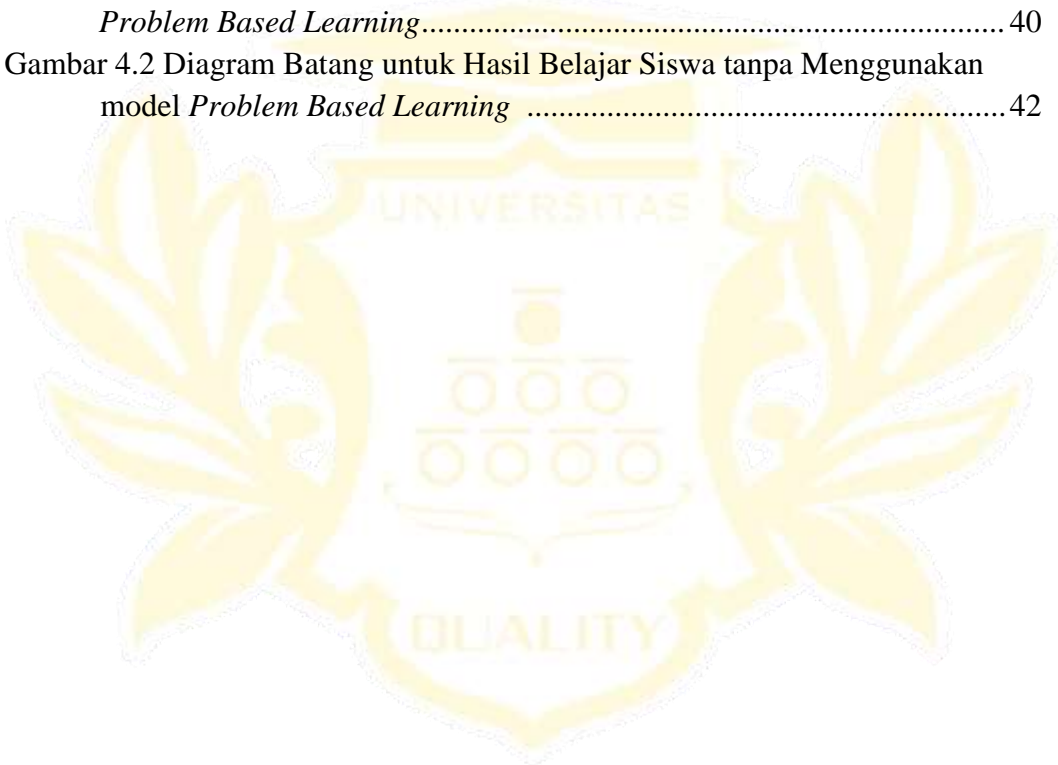 Problem Based Learning......................................................................... 40
Gambar 4.2 Diagram Batang untuk Hasil Belajar Siswa tanpa Menggunakan
model Problem Based Learning ............................................................ 42
UNIVERSITAS
QUALITY